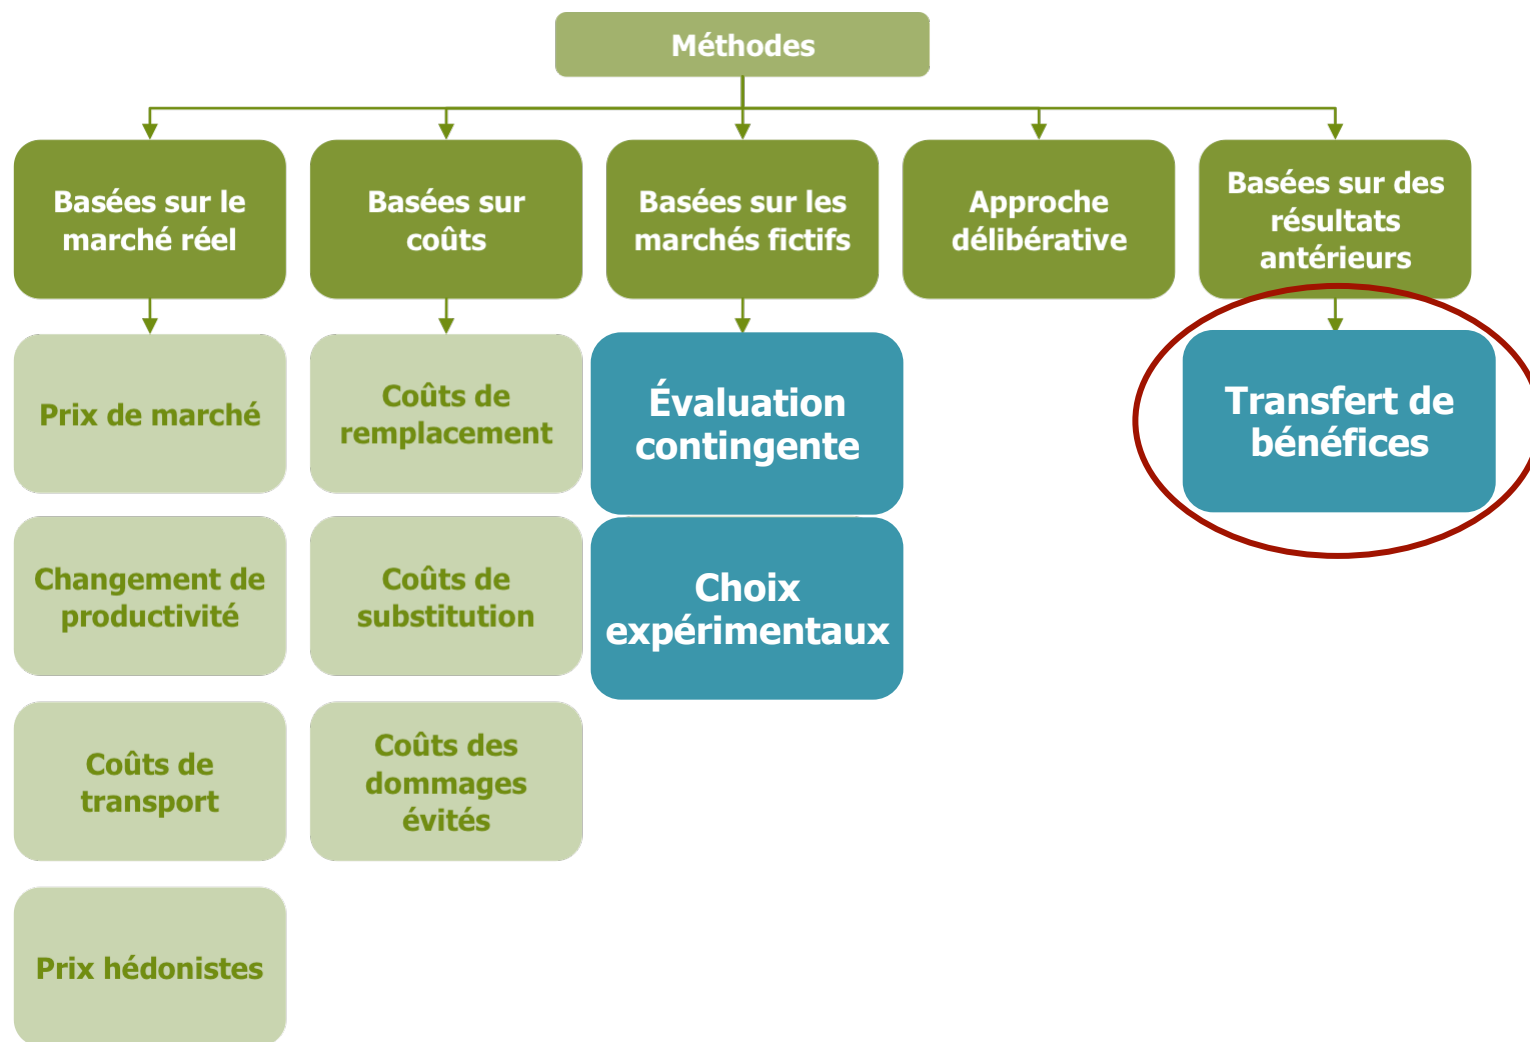 Méthodes
Basées sur le
marché réel
Basées sur
coûts
Basées sur les
marchés fictifs
Approche
délibérative
Basées sur des
résultats
antérieurs
Prix de marché
Changement de
productivité
Coûts de
transport
Prix hédonistes
Coûts de
remplacement
Coûts de
substitution
Coûts des
dommages
évités
Évaluation
contingente
Choix
expérimentaux
Transfert de
bénéfices